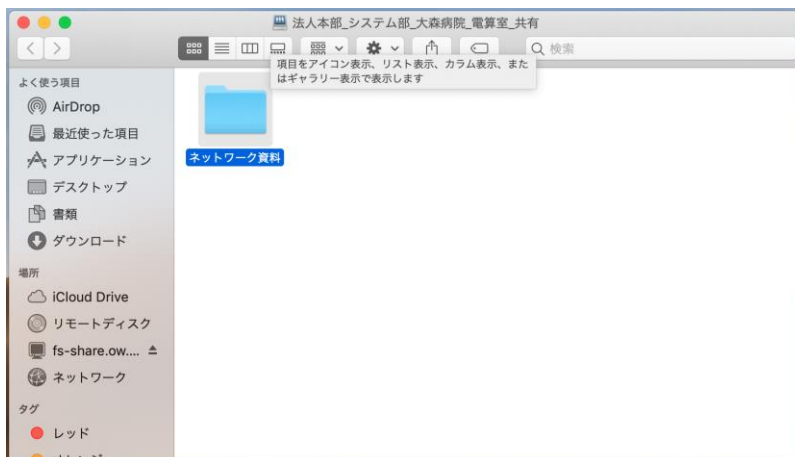 法人本部_システム部_大森病院_電算室_共有
検索
項目をアイコン表示、リスト表示、カラム表示、また
はギャラリー表示で表示します
よく使う項目
AirDrop
最近使った項目
アプリケーション
デスクトップ
書類
ダウンロード
場所
iCloud Drive
リモートディスク
fs-share.ow....
ネットワーク
タグ
レッド
ネットワーク資料